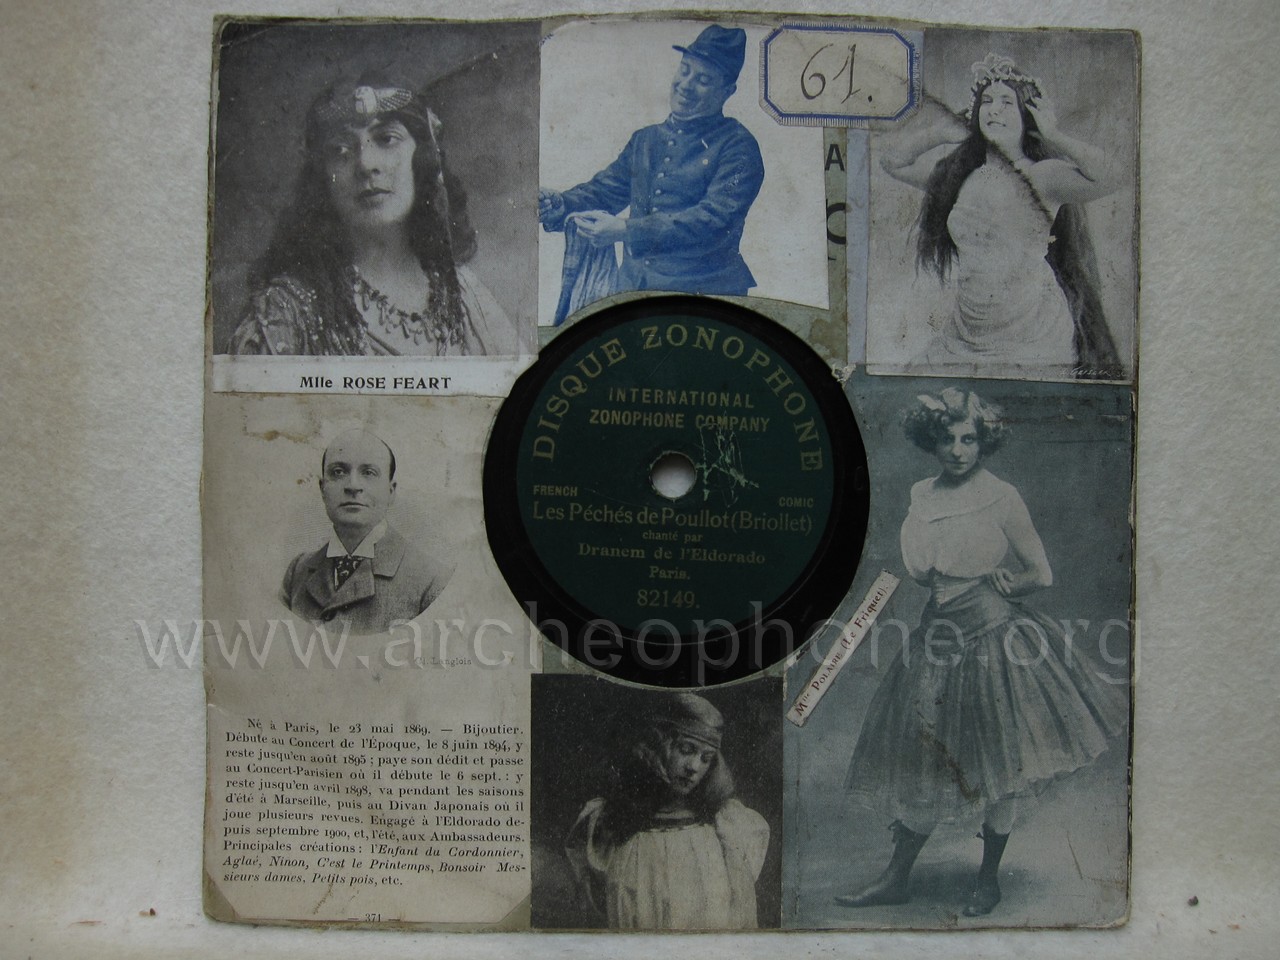 61.
A
C
Mlle ROSE FEART
DISQUE ZONOPHONE
INTERNATIONAL
ZONOPHONE COMPANY
FRENCH
COMIC
Les Péchés de Poullot (Briollet)
chanté par
Dranem de l'Eldorado
Paris.
82149.
www.archeophone.org
Mlle POLAIRE (Le Friquet)
Né à Paris, le 23 mai 1869. — Bijoutier.
Débute au Concert de l'Époque, le 8 juin 1894, y
reste jusqu'en août 1895 ; paye son dédit et passe
au Concert-Parisien où il débute le 6 sept. : y
reste jusqu'en avril 1898, va pendant les saisons
d'été à Marseille, puis au Divan Japonais où il
joue plusieurs revues. Engagé à l'Eldorado de-
puis septembre 1900, et, l'été, aux Ambassadeurs.
Principales créations : l'Enfant du Cordonnier,
Aglaé, Ninon, C'est le Printemps, Bonsoir Mes-
sieurs dames, Petits pois, etc.
— 371 —